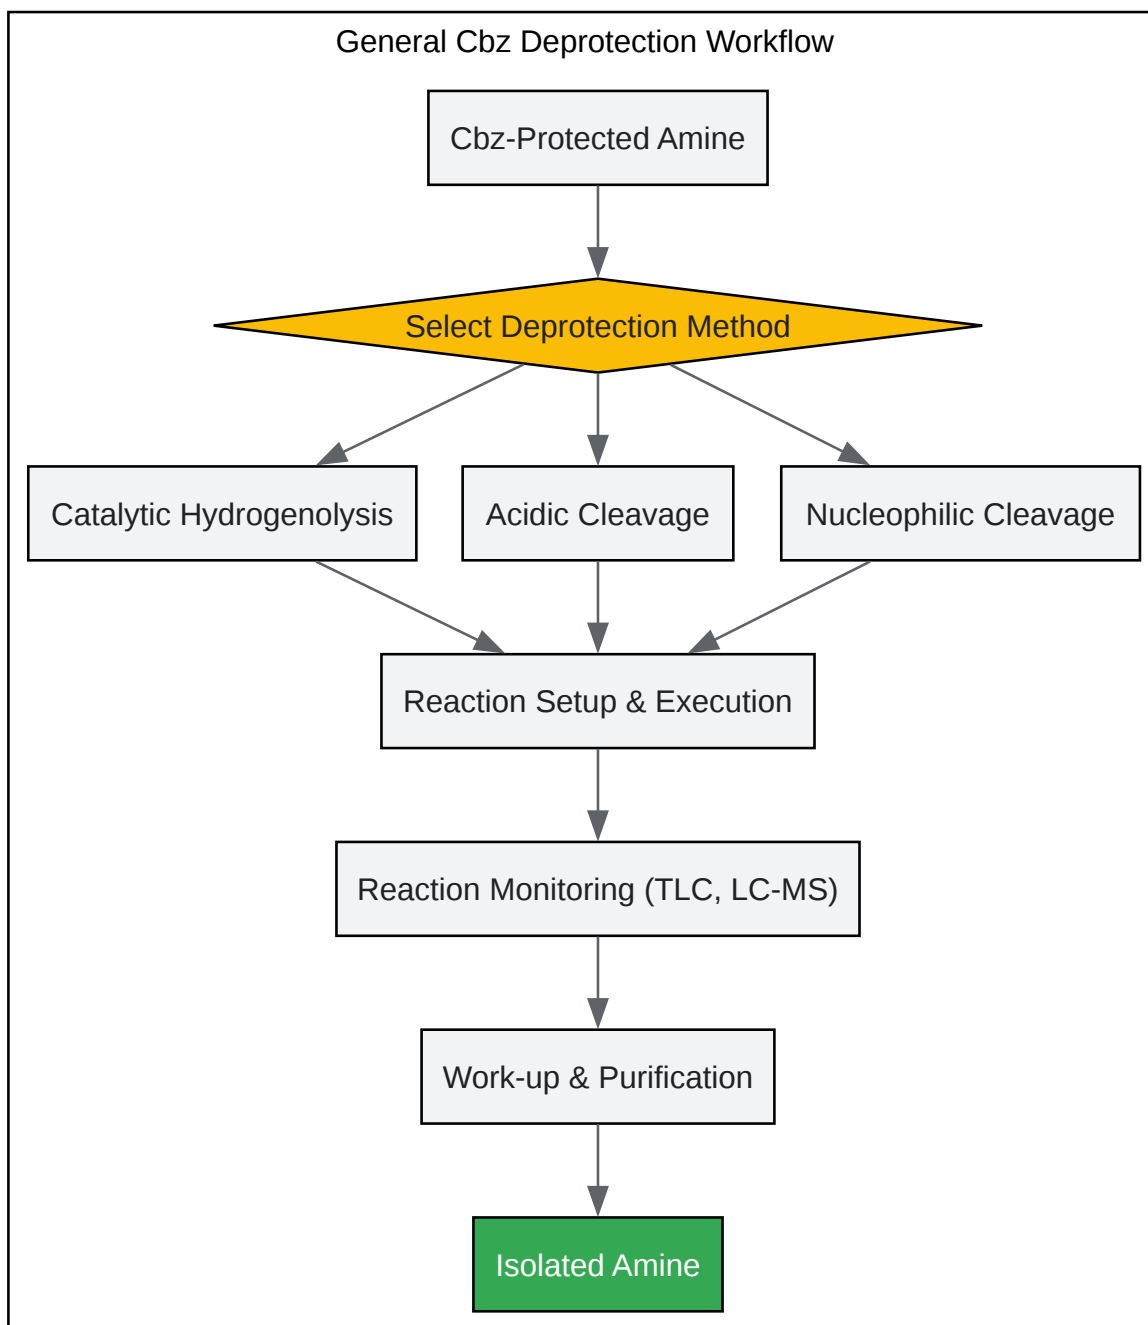 General Cbz Deprotection Workflow
Cbz-Protected Amine
Select Deprotection Method
Catalytic Hydrogenolysis
Acidic Cleavage
Nucleophilic Cleavage
Reaction Setup & Execution
Reaction Monitoring (TLC, LC-MS)
Work-up & Purification
Isolated Amine